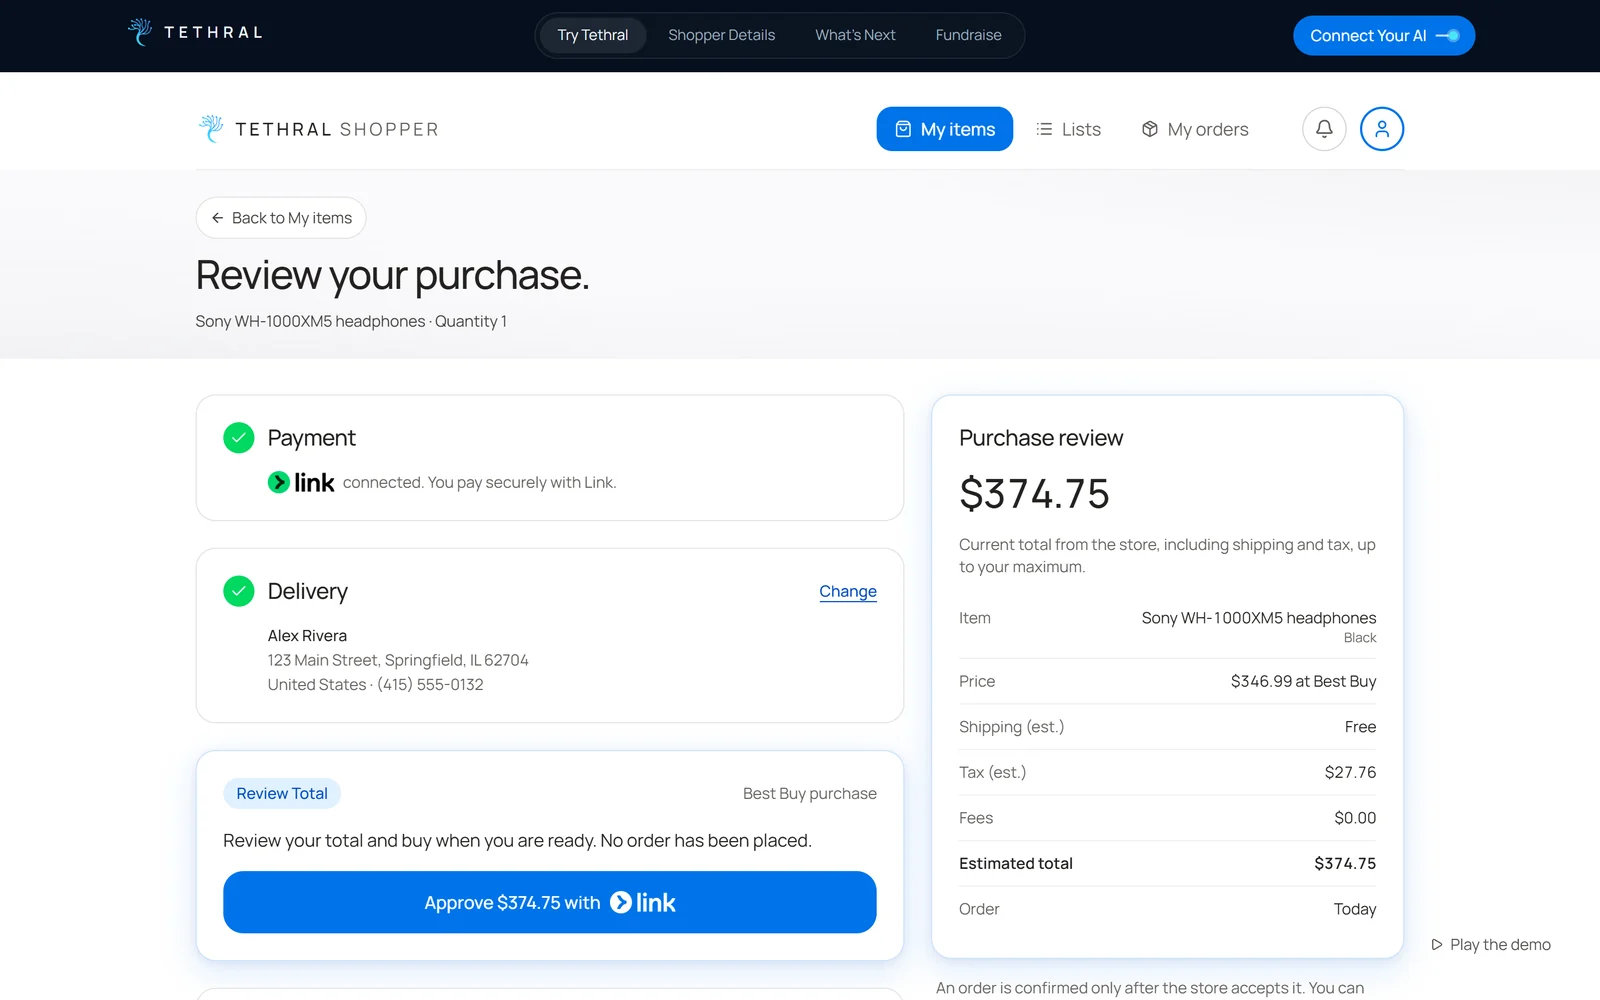 TETHRAL
Try Tethral
Shopper Details
What's Next
Fundraise
Connect Your AI
TETHRAL SHOPPER
My items
Lists
My orders
Back to My items
Review your purchase.
Sony WH-1000XM5 headphones · Quantity 1
Payment
link connected. You pay securely with Link.
Delivery
Change
Alex Rivera
123 Main Street, Springfield, IL 62704
United States · (415) 555-0132
Review Total
Best Buy purchase
Review your total and buy when you are ready. No order has been placed.
Approve $374.75 with link
Purchase review
$374.75
Current total from the store, including shipping and tax, up
to your maximum.
Item
Sony WH-1000XM5 headphones
Black
Price
$346.99 at Best Buy
Shipping (est.)
Free
Tax (est.)
$27.76
Fees
$0.00
Estimated total
$374.75
Order
Today
An order is confirmed only after the store accepts it. You can
Play the demo